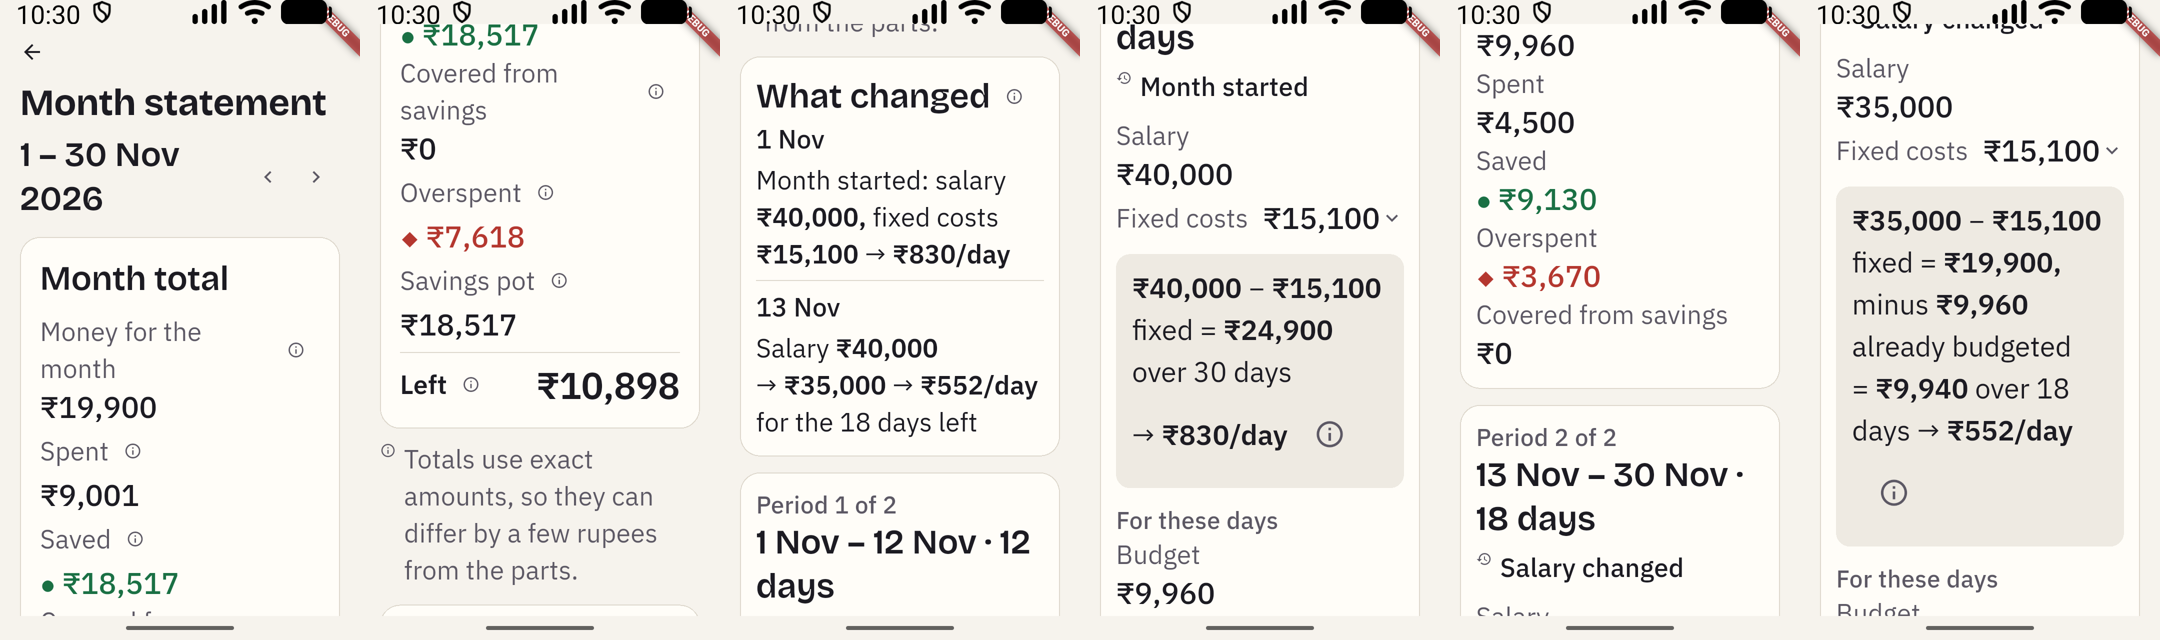 10:30
Month statement
1 – 30 Nov
2026
Month total
Money for the
month
₹19,900
Spent
₹9,001
Saved
₹18,517
10:30
₹18,517
Covered from
savings
₹0
Overspent
₹7,618
Savings pot
₹18,517
Left ₹10,898
Totals use exact
amounts, so they can
differ by a few rupees
from the parts.
10:30
from the parts.
What changed
1 Nov
Month started: salary
₹40,000, fixed costs
₹15,100 → ₹830/day
13 Nov
Salary ₹40,000
→ ₹35,000 → ₹552/day
for the 18 days left
Period 1 of 2
1 Nov – 12 Nov · 12
days
10:30
days
Month started
Salary
₹40,000
Fixed costs ₹15,100
₹40,000 – ₹15,100
fixed = ₹24,900
over 30 days
→ ₹830/day
For these days
Budget
₹9,960
10:30
₹9,960
Spent
₹4,500
Saved
₹9,130
Overspent
₹3,670
Covered from savings
₹0
Period 2 of 2
13 Nov – 30 Nov ·
18 days
Salary changed
Salary
10:30
Salary changed
Salary
₹35,000
Fixed costs ₹15,100
₹35,000 – ₹15,100
fixed = ₹19,900,
minus ₹9,960
already budgeted
= ₹9,940 over 18
days → ₹552/day
For these days
Budget